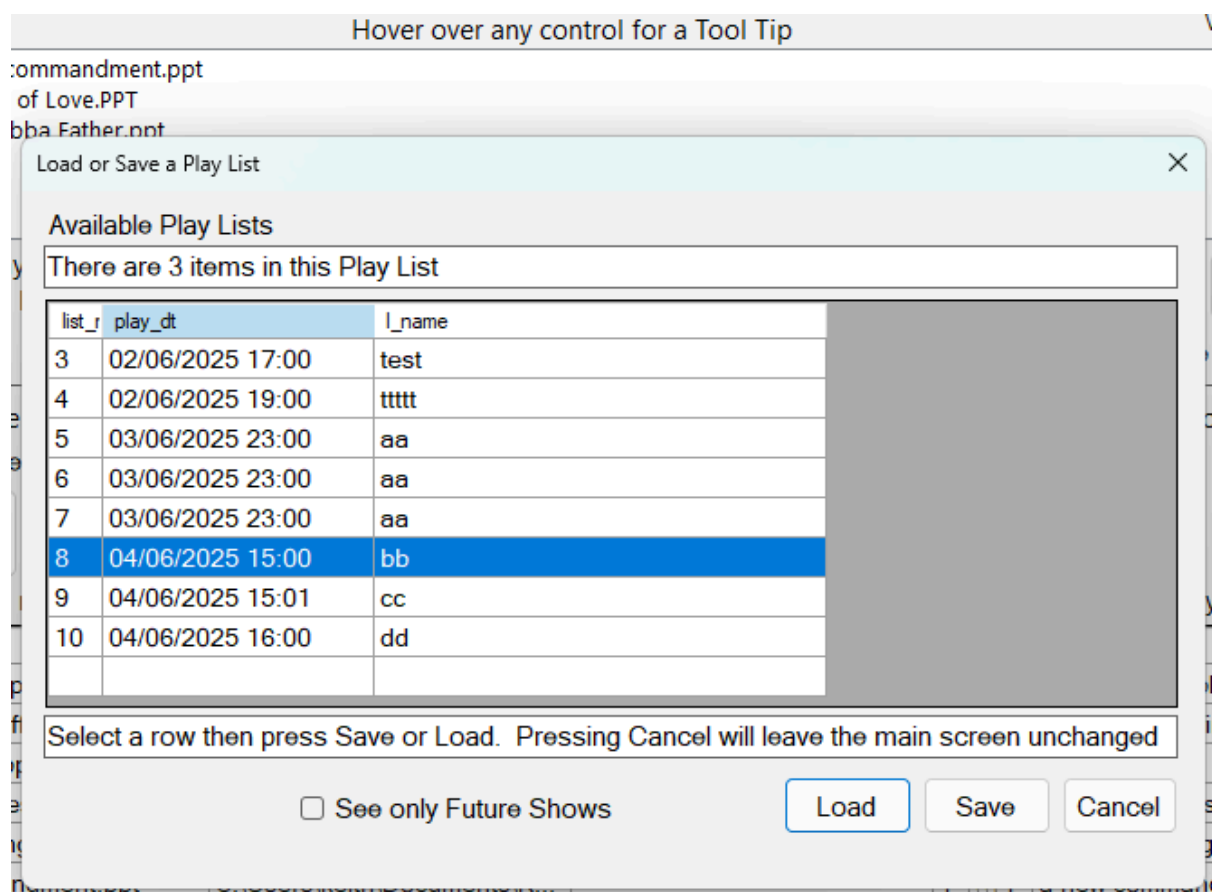 Hover over any control for a Tool Tip
commandment.ppt
of Love.PPT
bba Father.ppt
Load or Save a Play List
Available Play Lists
There are 3 items in this Play List
list_r play_dt l_name
3 02/06/2025 17:00 test
4 02/06/2025 19:00 ttttt
5 03/06/2025 23:00 aa
6 03/06/2025 23:00 aa
7 03/06/2025 23:00 aa
8 04/06/2025 15:00 bb
9 04/06/2025 15:01 cc
10 04/06/2025 16:00 dd
Select a row then press Save or Load. Pressing Cancel will leave the main screen unchanged
See only Future Shows
Load Save Cancel